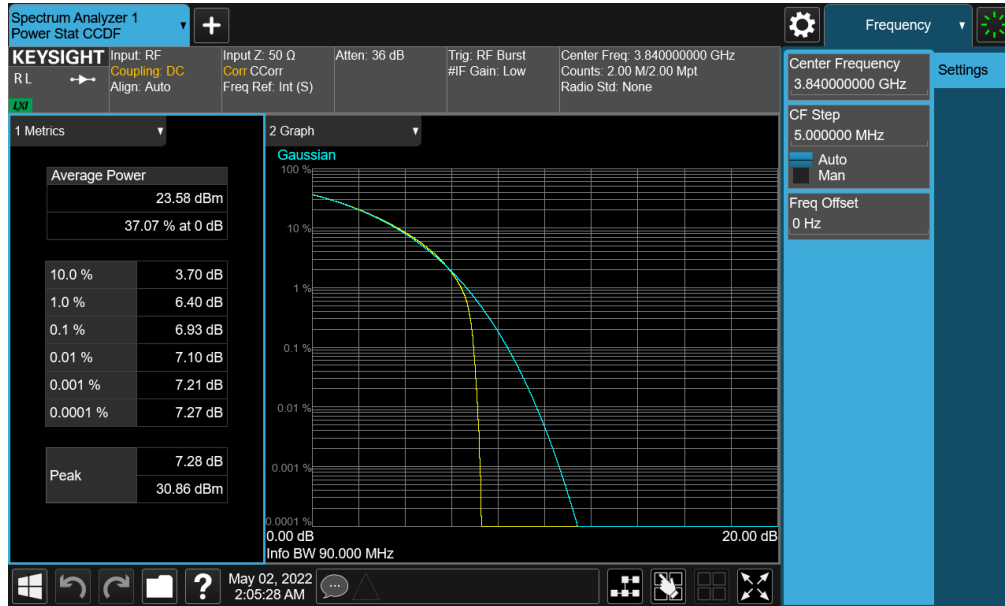 Spectrum Analyzer 1
Power Stat CCDF
Frequency
KEYSIGHT
R L
LXI
Input: RF
Coupling: DC
Align: Auto
Input Z: 50 Ω
Corr CCorr
Freq Ref: Int (S)
Atten: 36 dB
Trig: RF Burst
#IF Gain: Low
Center Freq: 3.840000000 GHz
Counts: 2.00 M/2.00 Mpt
Radio Std: None
Center Frequency
3.840000000 GHz
Settings
CF Step
5.000000 MHz
Auto
Man
Freq Offset
0 Hz
1 Metrics
Average Power
23.58 dBm
37.07 % at 0 dB
10.0 % 3.70 dB
1.0 % 6.40 dB
0.1 % 6.93 dB
0.01 % 7.10 dB
0.001 % 7.21 dB
0.0001 % 7.27 dB
Peak
7.28 dB
30.86 dBm
2 Graph
Gaussian
100 %
10 %
1 %
0.1 %
0.01 %
0.001 %
0.0001 %
0.00 dB 20.00 dB
Info BW 90.000 MHz
?
May 02, 2022
2:05:28 AM